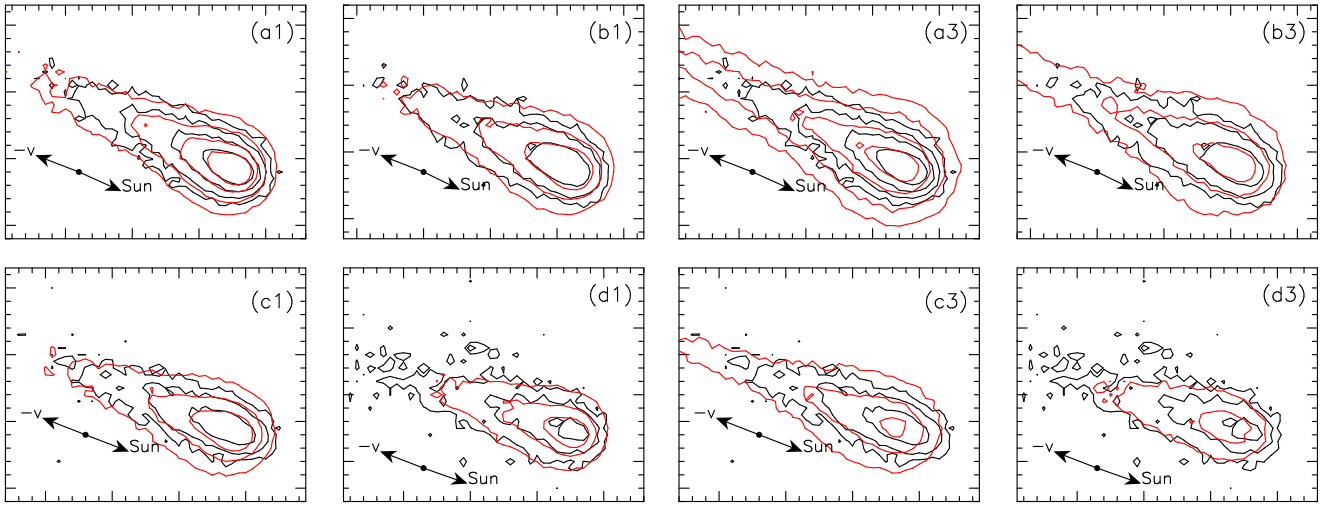 (a1)
−v
Sun
(b1)
−v
Sun
(a3)
−v
Sun
(b3)
−v
Sun
(c1)
−v
Sun
(d1)
−v
Sun
(c3)
−v
Sun
(d3)
−v
Sun